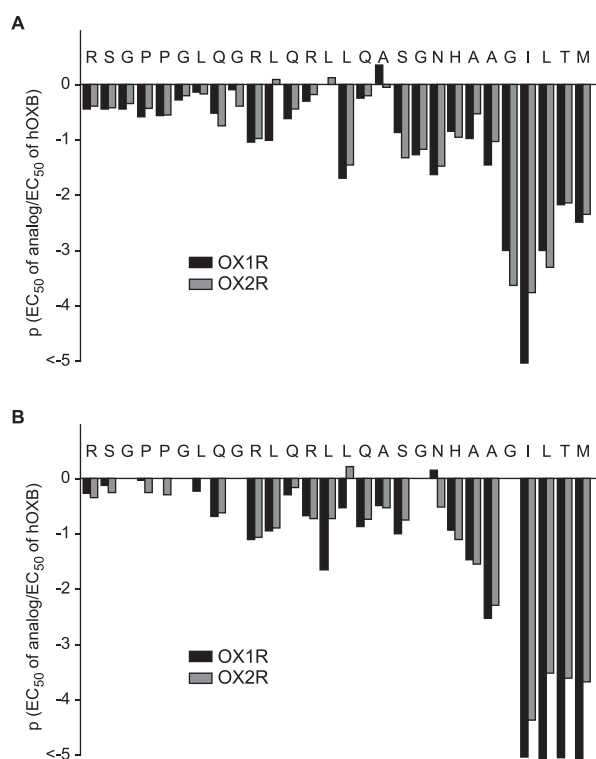 A
R S G P P G L Q G R L Q R L L Q A S G N H A A G I L T M
0
-1
-2
-3
-4
<-5
p (EC50 of analog/EC50 of hOXB)
OX1R
OX2R
B
R S G P P G L Q G R L Q R L L Q A S G N H A A G I L T M
0
-1
-2
-3
-4
<-5
p (EC50 of analog/EC50 of hOXB)
OX1R
OX2R